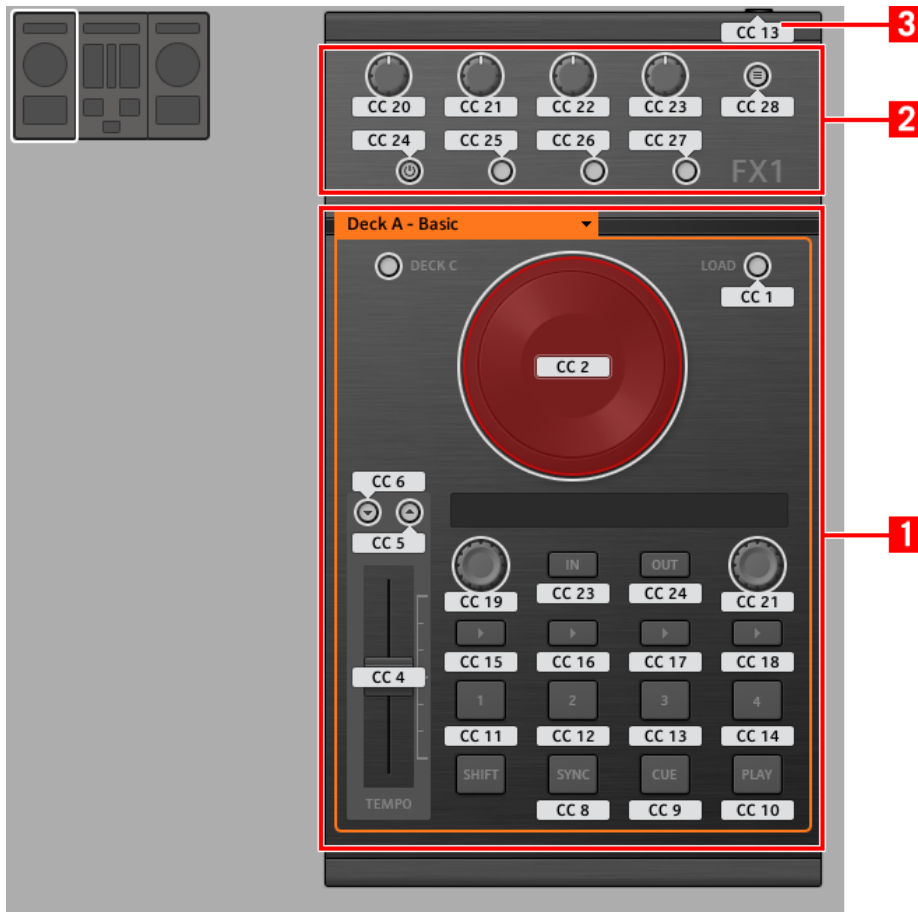 3
CC 13
CC 20 CC 21 CC 22 CC 23 CC 28
2
CC 24 CC 25 CC 26 CC 27
FX1
Deck A - Basic
DECK C LOAD
CC 1
CC 2
CC 6
CC 5
1
IN OUT
CC 19 CC 23 CC 24 CC 21
CC 15 CC 16 CC 17 CC 18
CC 4
1 2 3 4
CC 11 CC 12 CC 13 CC 14
SHIFT SYNC CUE PLAY
TEMPO
CC 8 CC 9 CC 10